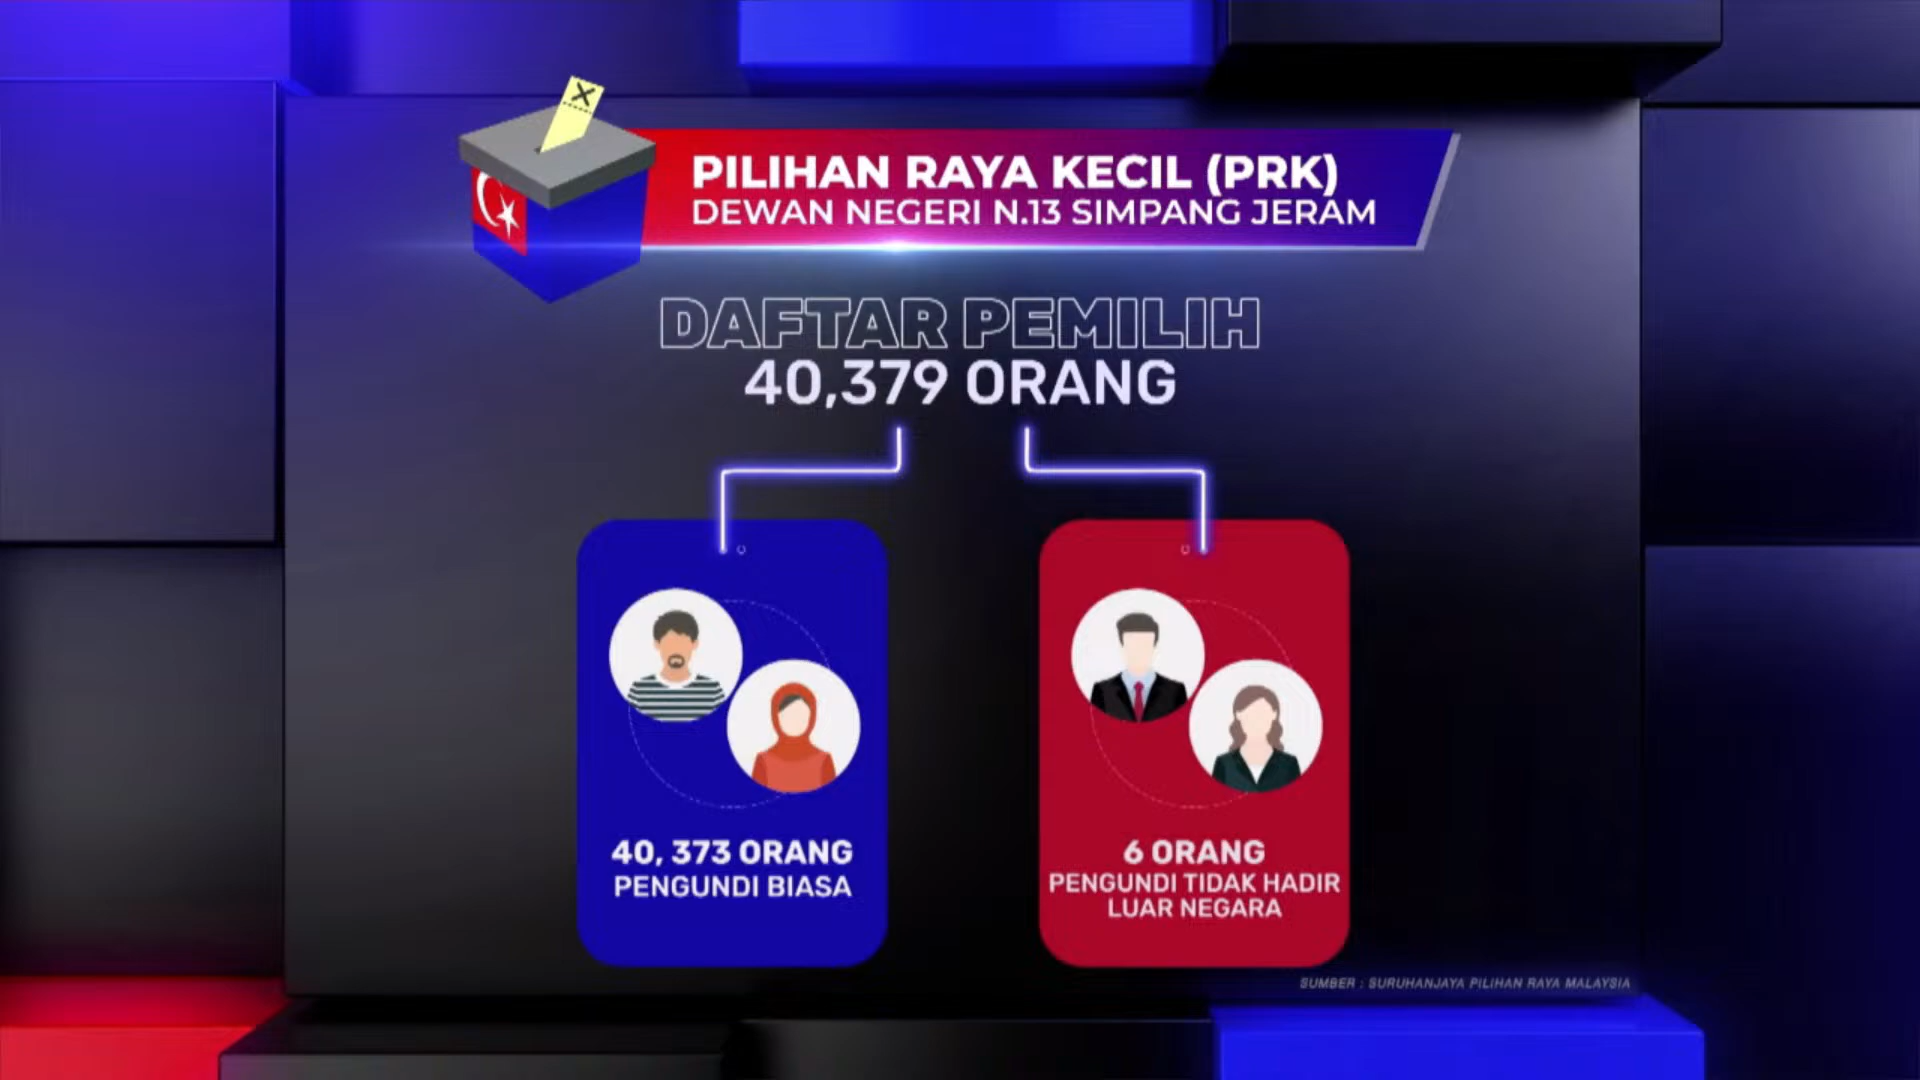 PILIHAN RAYA KECIL (PRK)
DEWAN NEGERI N.13 SIMPANG JERAM
DAFTAR PEMILIH
40,379 ORANG
40, 373 ORANG
PENGUNDI BIASA
6 ORANG
PENGUNDI TIDAK HADIR
LUAR NEGARA
SUMBER : SURUHANJAYA PILIHAN RAYA MALAYSIA